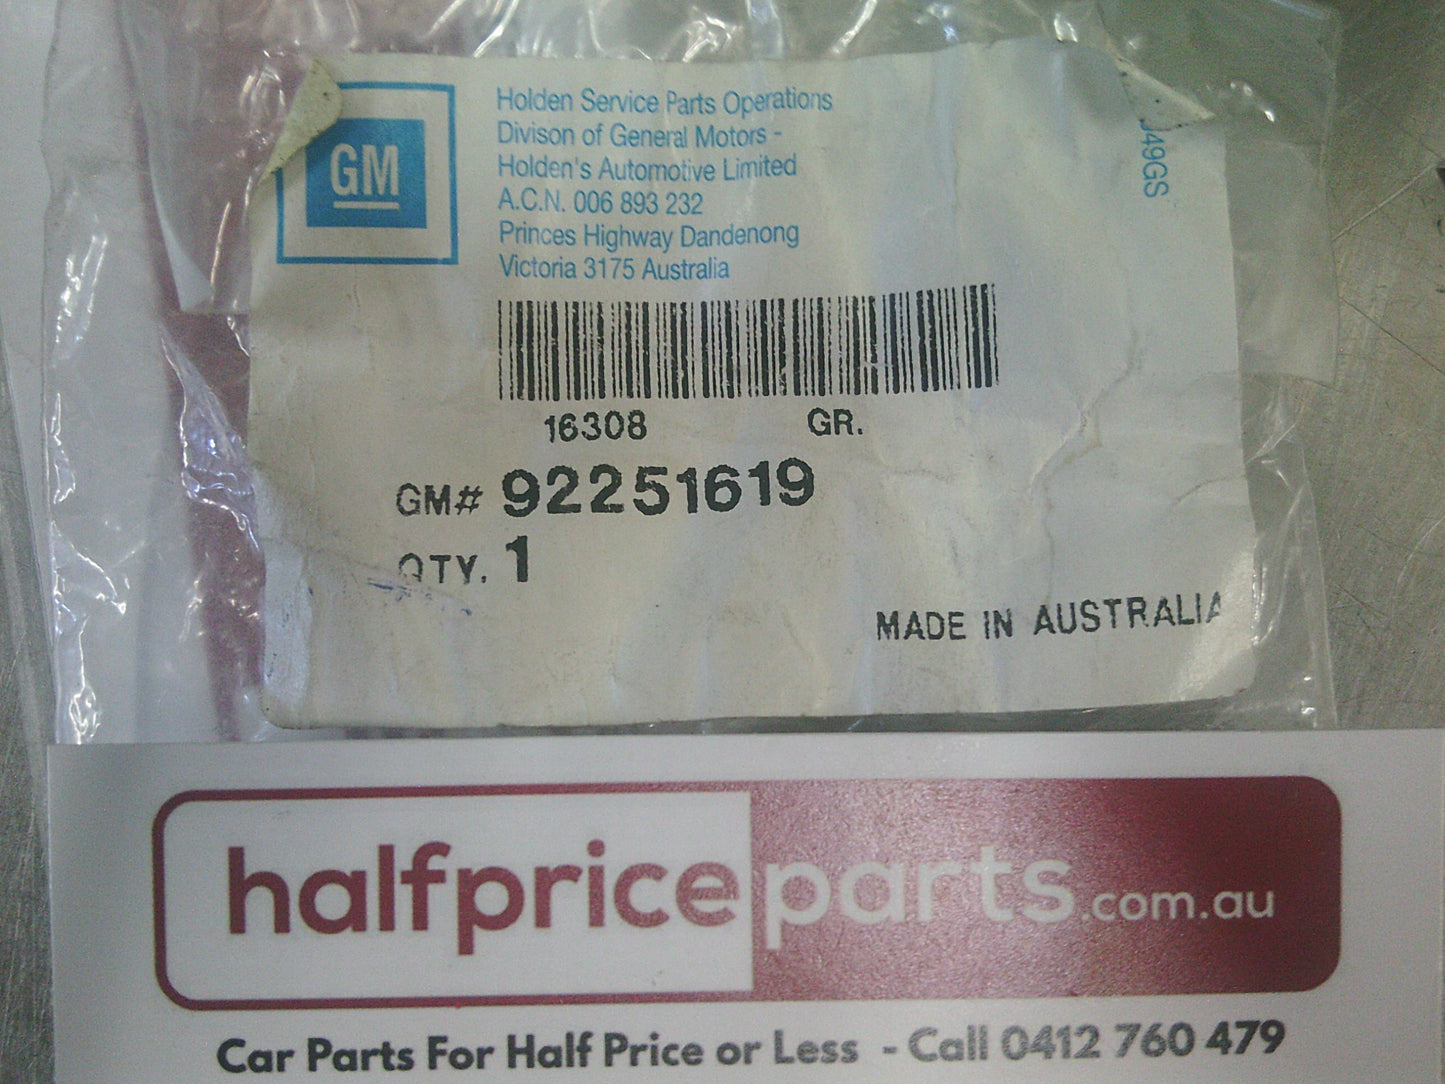 GM
Holden Service Parts Operations
Divison of General Motors -
Holden's Automotive Limited
A.C.N. 006 893 232
Princes Highway Dandenong
Victoria 3175 Australia
16308 GR.
GM# 92251619
QTY. 1
MADE IN AUSTRALIA
halfpriceparts.com.au
Car Parts For Half Price or Less - Call 0412 760 479